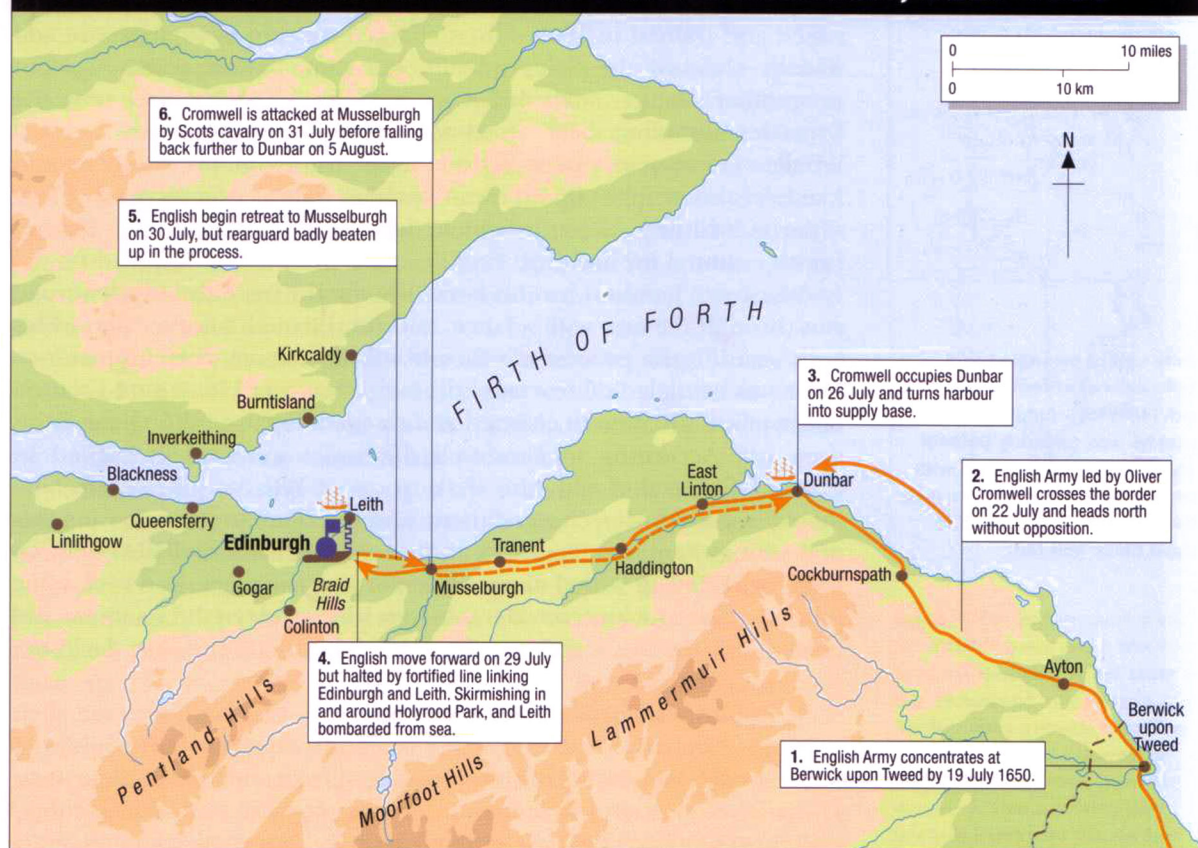 0 10 miles
0 10 km
N
6. Cromwell is attacked at Musselburgh
by Scots cavalry on 31 July before falling
back further to Dunbar on 5 August.
5. English begin retreat to Musselburgh
on 30 July, but rearguard badly beaten
up in the process.
FIRTH OF FORTH
Kirkcaldy
Burntisland
Inverkeithing
Blackness
Queensferry
Linlithgow
Leith
Edinburgh
Gogar
Braid
Hills
Colinton
Musselburgh
Tranent
Haddington
East
Linton
Dunbar
3. Cromwell occupies Dunbar
on 26 July and turns harbour
into supply base.
2. English Army led by Oliver
Cromwell crosses the border
on 22 July and heads north
without opposition.
Cockburnspath
Ayton
Berwick
upon
Tweed
4. English move forward on 29 July
but halted by fortified line linking
Edinburgh and Leith. Skirmishing in
and around Holyrood Park, and Leith
bombarded from sea.
Pentland Hills
Moorfoot Hills
Lammermuir Hills
1. English Army concentrates at
Berwick upon Tweed by 19 July 1650.